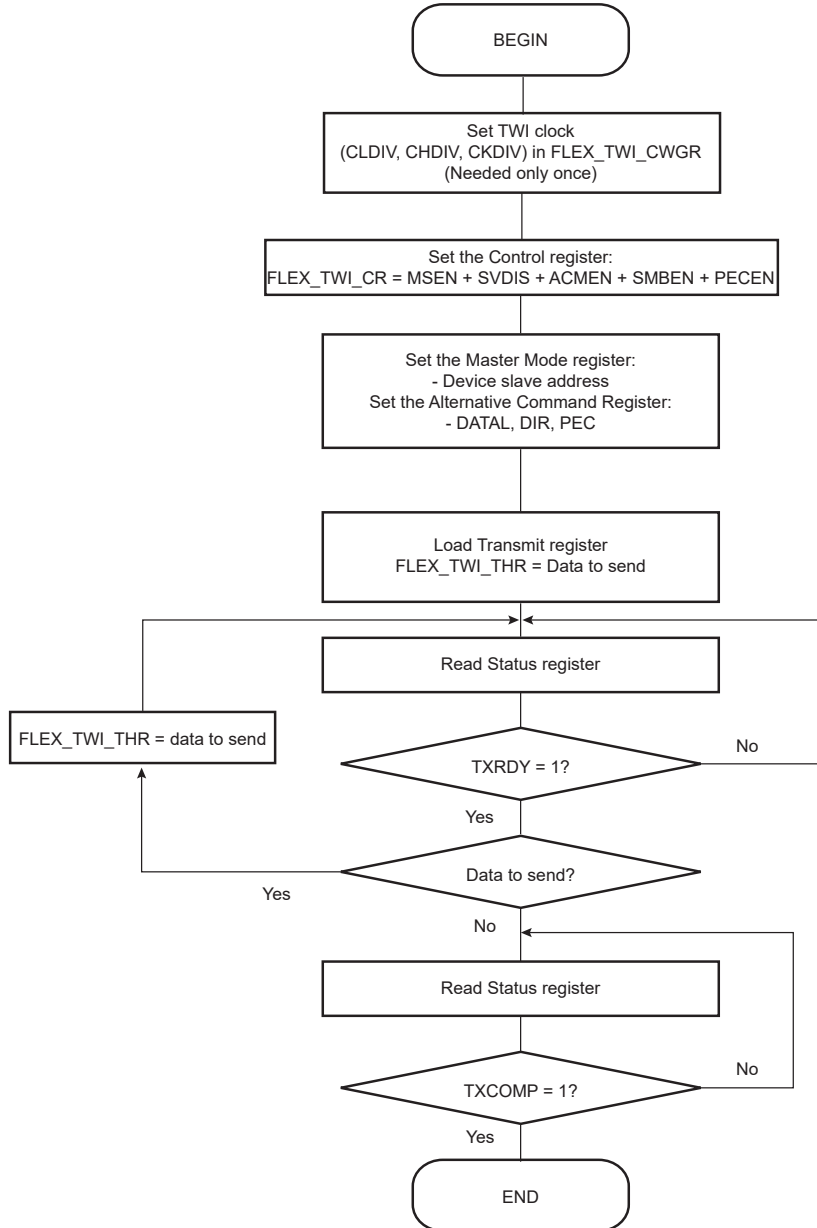 BEGIN
Set TWI clock
(CLDIV, CHDIV, CKDIV) in FLEX_TWI_CWGR
(Needed only once)
Set the Control register:
FLEX_TWI_CR = MSEN + SVDIS + ACMEN + SMBEN + PECEN
Set the Master Mode register:
- Device slave address
Set the Alternative Command Register:
- DATAL, DIR, PEC
Load Transmit register
FLEX_TWI_THR = Data to send
Read Status register
FLEX_TWI_THR = data to send
TXRDY = 1?
No
Yes
Data to send?
Yes
No
Read Status register
TXCOMP = 1?
No
Yes
END